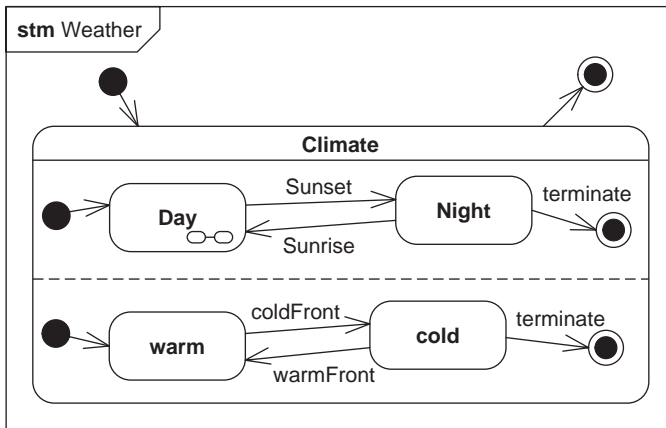 stm Weather
Climate
Sunset
Day
Night
terminate
Sunrise
coldFront
warm
cold
terminate
warmFront